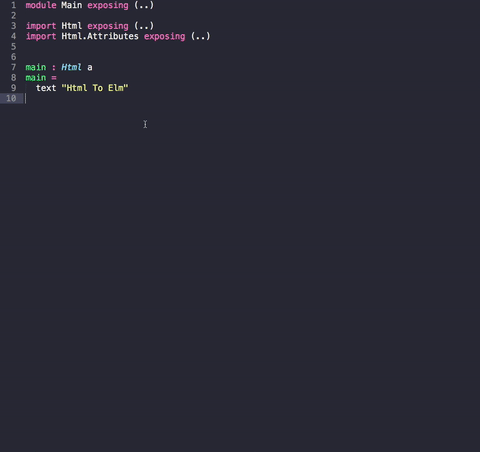 1 module Main exposing (..)
2
3 import Html exposing (..)
4 import Html.Attributes exposing (..)
5
6
7 main : Html a
8 main =
9   text "Html To Elm"
10